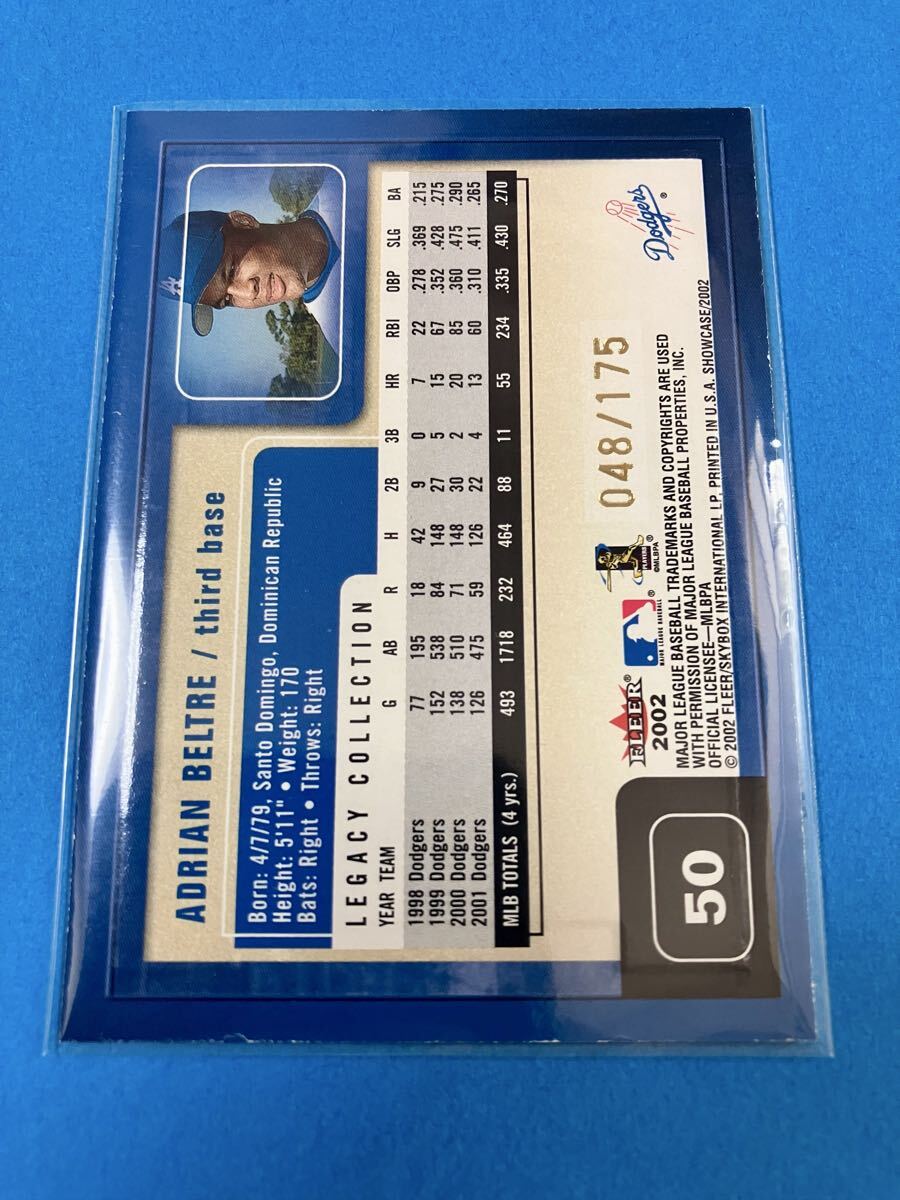 ADRIAN BELTRE / third base
Born: 4/7/79, Santo Domingo, Dominican Republic
Height: 5'11" • Weight: 170
Bats: Right • Throws: Right
LEGACY COLLECTION
YEAR TEAM G AB R H 2B 3B HR RBI OBP SLG BA
1998 Dodgers 77 195 18 42 9 0 7 22 .278 .369 .215
1999 Dodgers 152 538 84 148 27 5 15 67 .352 .428 .275
2000 Dodgers 138 510 71 148 30 2 20 85 .360 .475 .290
2001 Dodgers 126 475 59 126 22 4 13 60 .310 .411 .265
MLB TOTALS (4 yrs.) 493 1718 232 464 88 11 55 234 .335 .430 .270
048/175
Dodgers®
FLEER®
2002
MAJOR LEAGUE BASEBALL
PLAYERS
©MLBPA
MAJOR LEAGUE BASEBALL TRADEMARKS AND COPYRIGHTS ARE USED
WITH PERMISSION OF MAJOR LEAGUE BASEBALL PROPERTIES, INC.
OFFICIAL LICENSEE—MLBPA
© 2002 FLEER/SKYBOX INTERNATIONAL LP, PRINTED IN U.S.A. SHOWCASE/2002
50